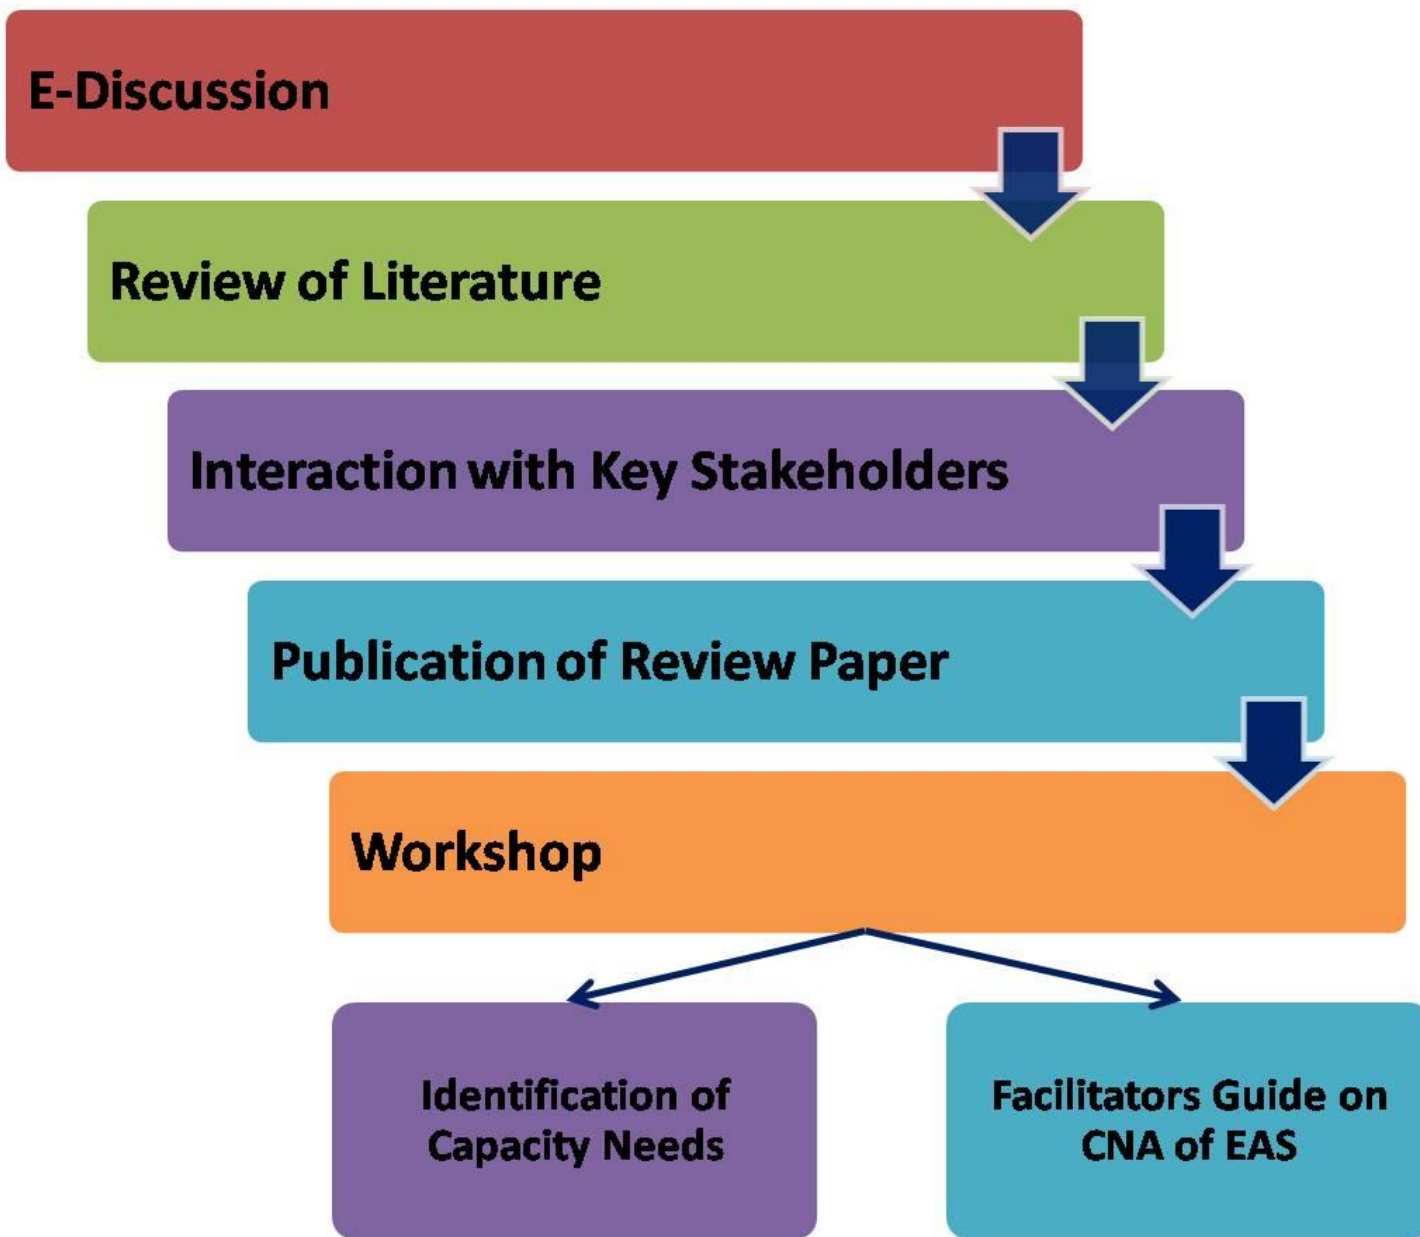 E-Discussion
Review of Literature
Interaction with Key Stakeholders
Publication of Review Paper
Workshop
Identification of
Capacity Needs
Facilitators Guide on
CNA of EAS